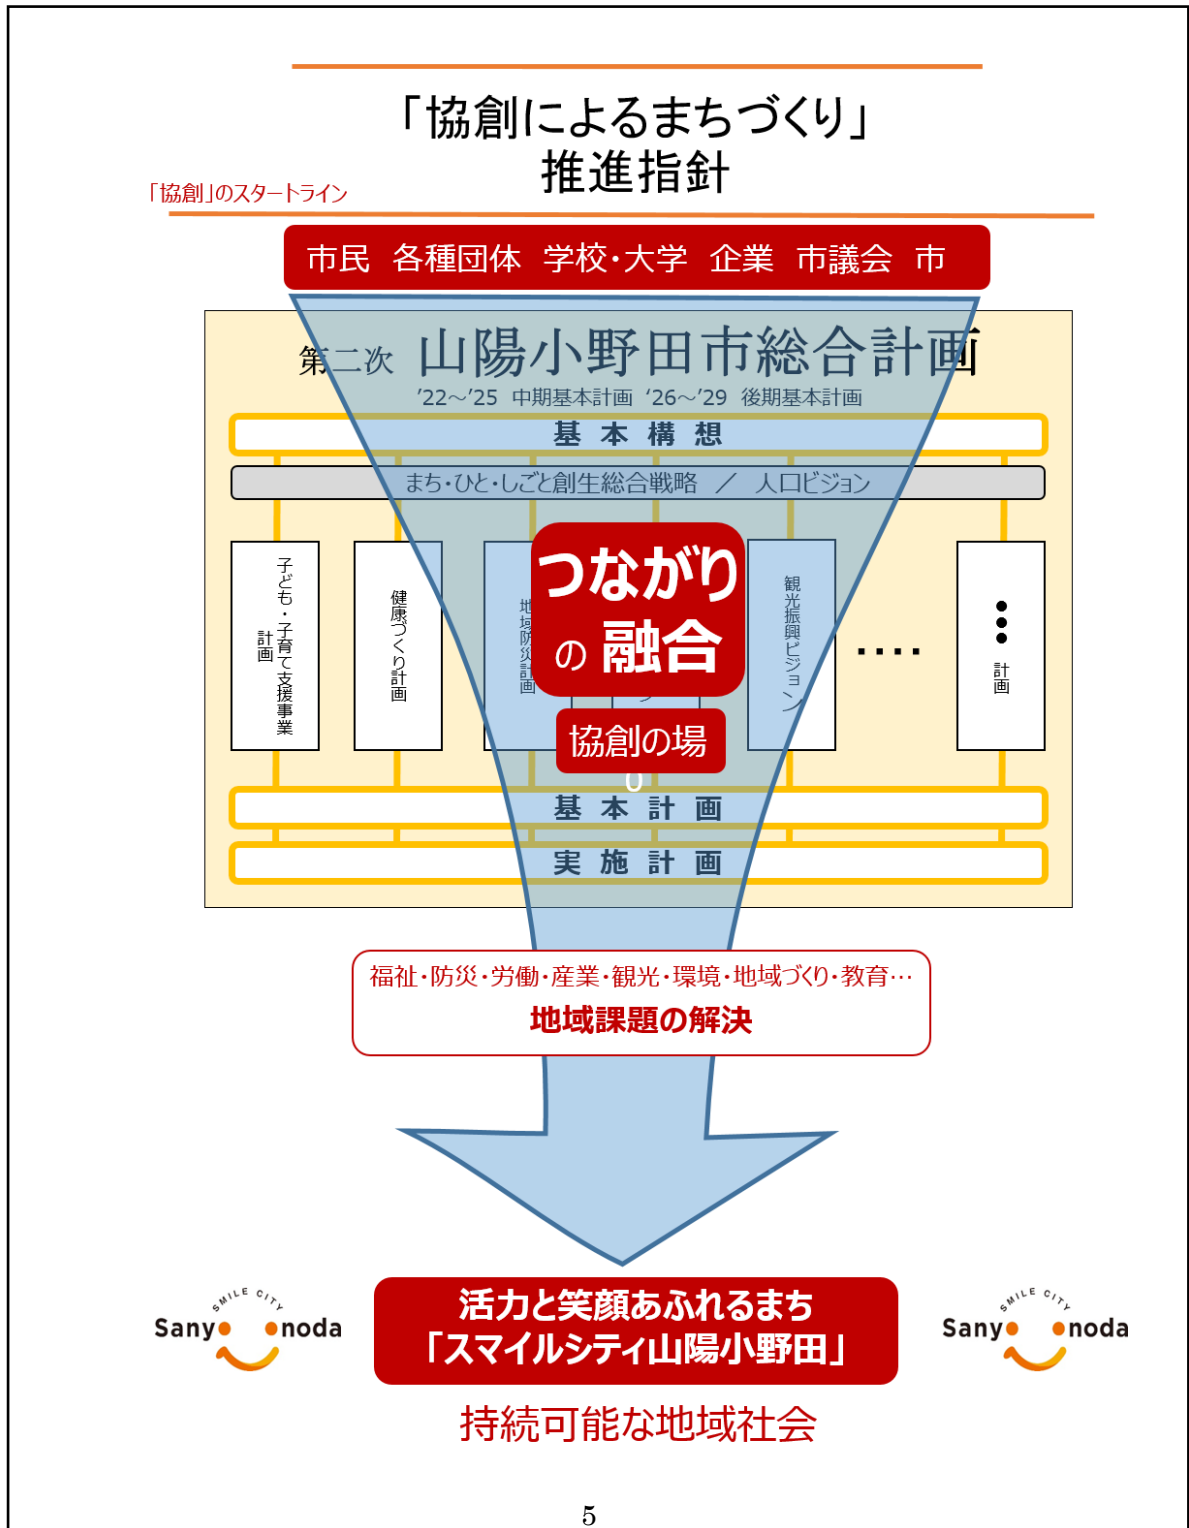 「協創によるまちづくり」
推進指針
「協創」のスタートライン
市民 各種団体 学校・大学 企業 市議会 市
第二次 山陽小野田市総合計画
’22～’25 中期基本計画 ‘26～’29 後期基本計画
基本構想
まち・ひと・しごと創生総合戦略 ／ 人口ビジョン
子ども・子育て支援事業
計画
健康づくり計画
地域防災計画
観光振興ビジョン
‥‥
●●●計画
つながり
の融合
協創の場
0
基本計画
実施計画
福祉・防災・労働・産業・観光・環境・地域づくり・教育…
地域課題の解決
SMILE CITY
Sanyo onoda
活力と笑顔あふれるまち
「スマイルシティ山陽小野田」
SMILE CITY
Sanyo onoda
持続可能な地域社会
5